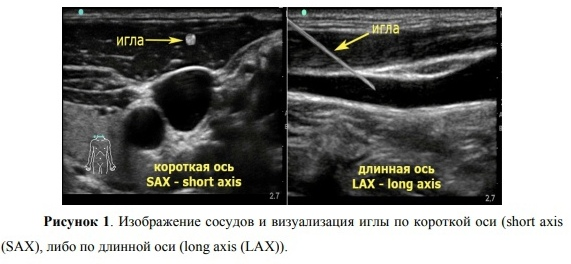 игла
короткая ось
SAX - short axis
2.7
игла
длинная ось
LAX - long axis
2.7
Рисунок 1. Изображение сосудов и визуализация иглы по короткой оси (short axis
(SAX), либо по длинной оси (long axis (LAX)).